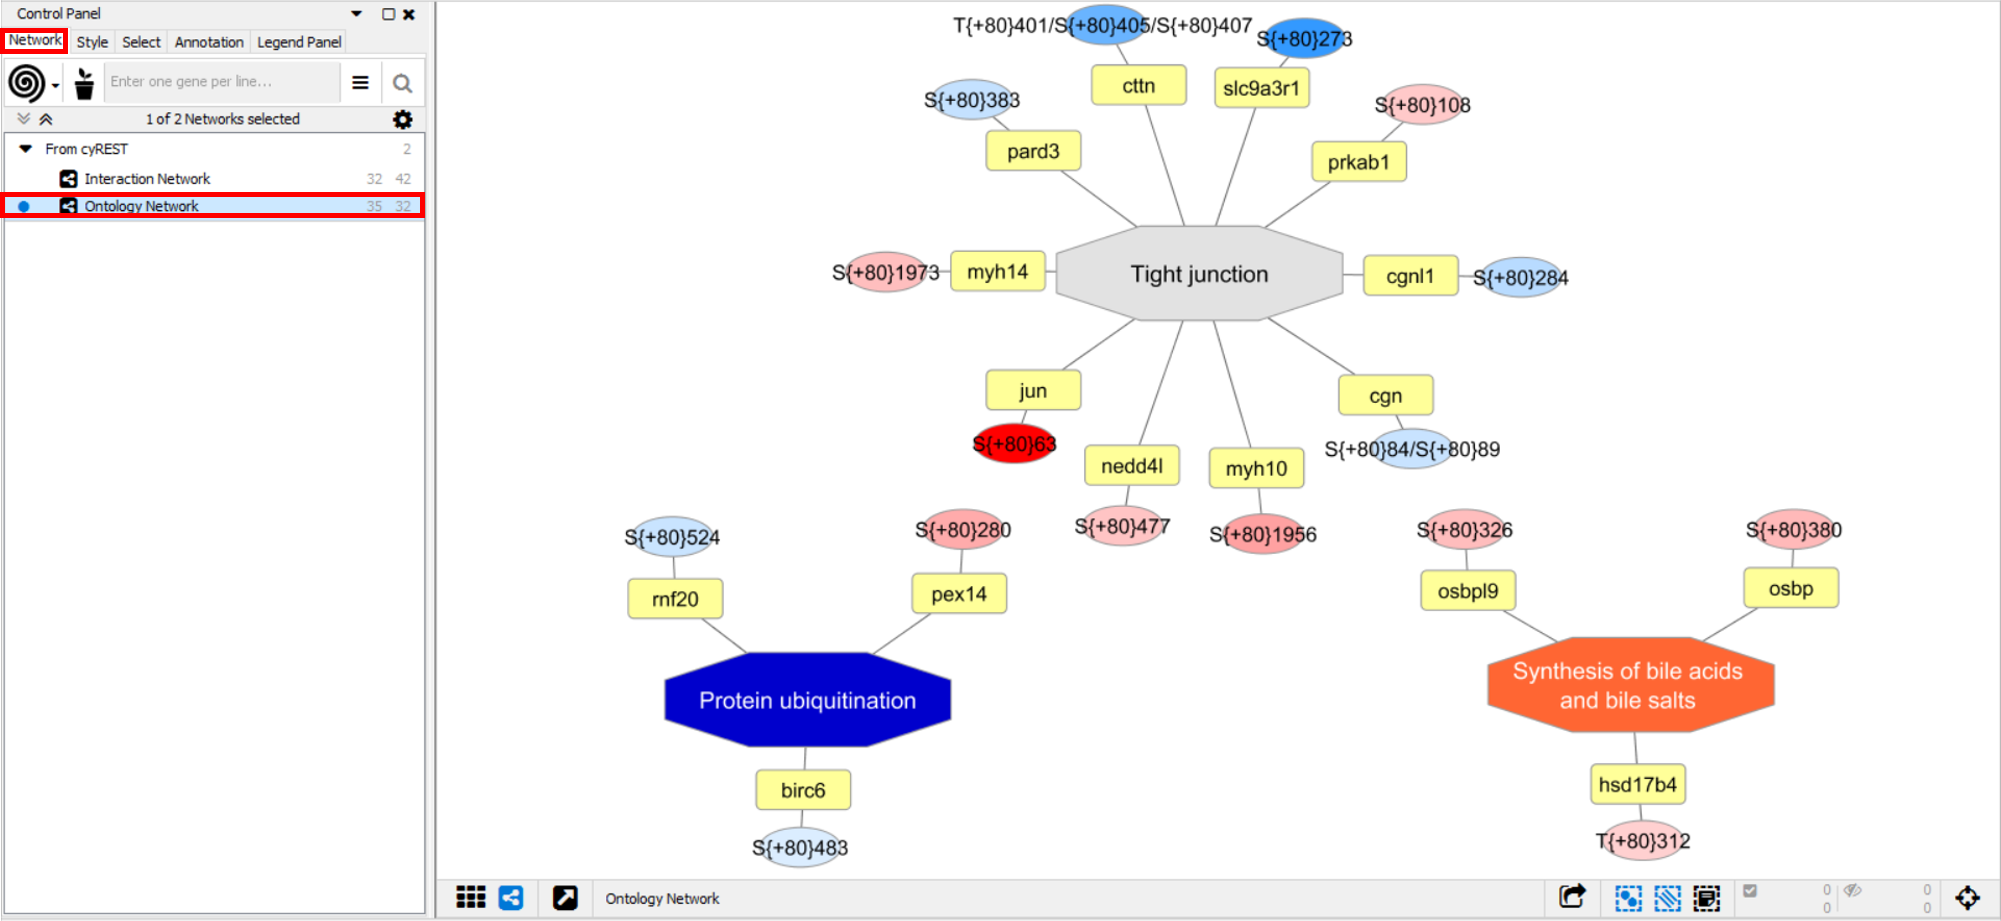 Control Panel
Network Style Select Annotation Legend Panel
Enter one gene per line...
1 of 2 Networks selected
From cyREST 2
Interaction Network 32 42
Ontology Network 35 32
T{+80}401/S{+80}405/S{+80}407
S{+80}273
cttn
slc9a3r1
S{+80}383
S{+80}108
pard3
prkab1
S{+80}1973
myh14
Tight junction
cgnl1
S{+80}284
jun
cgn
S{+80}63
S{+80}84/S{+80}89
nedd4l
myh10
S{+80}477
S{+80}1956
S{+80}524
S{+80}280
S{+80}326
S{+80}380
rnf20
pex14
osbpl9
osbp
Protein ubiquitination
Synthesis of bile acids
and bile salts
birc6
hsd17b4
S{+80}483
T{+80}312
Ontology Network
0 0
0 0